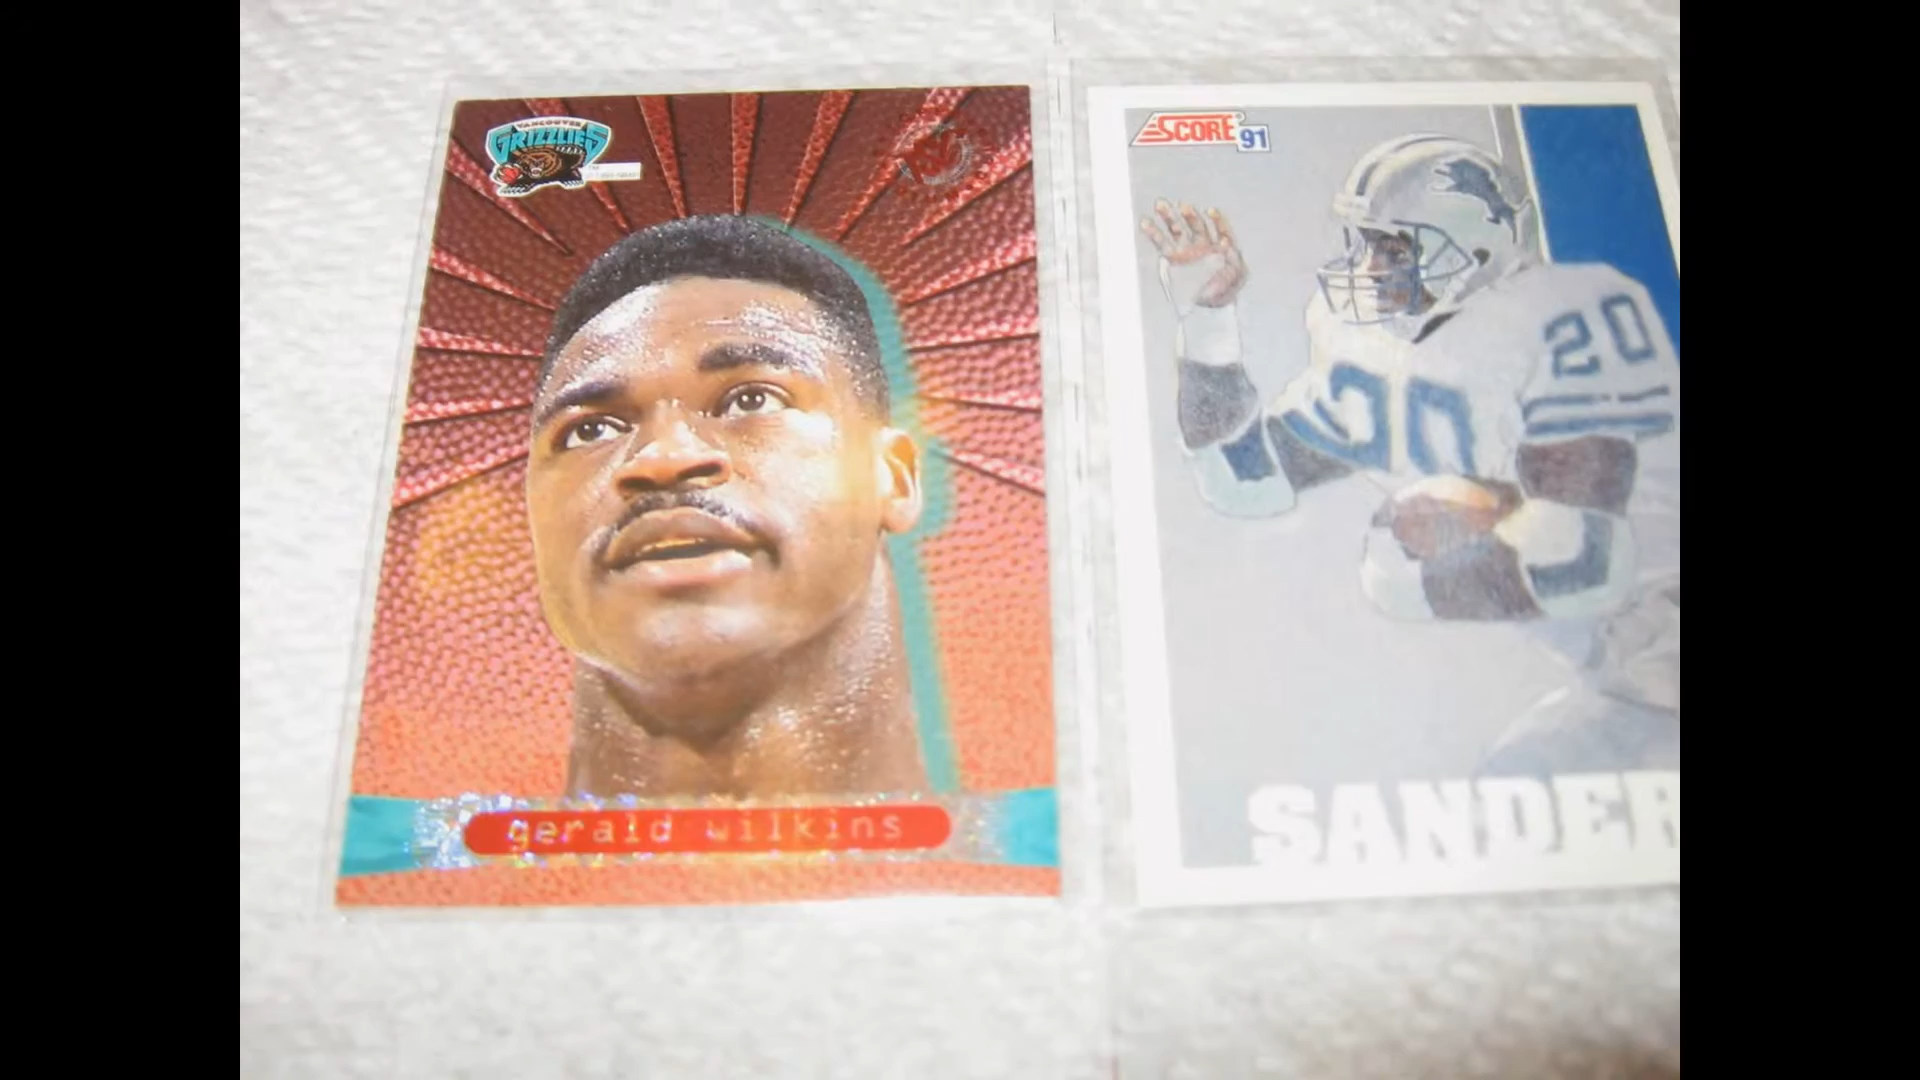 VANCOUVER
GRIZZLIES
gerald wilkins
SCORE 91
20
20
SANDER